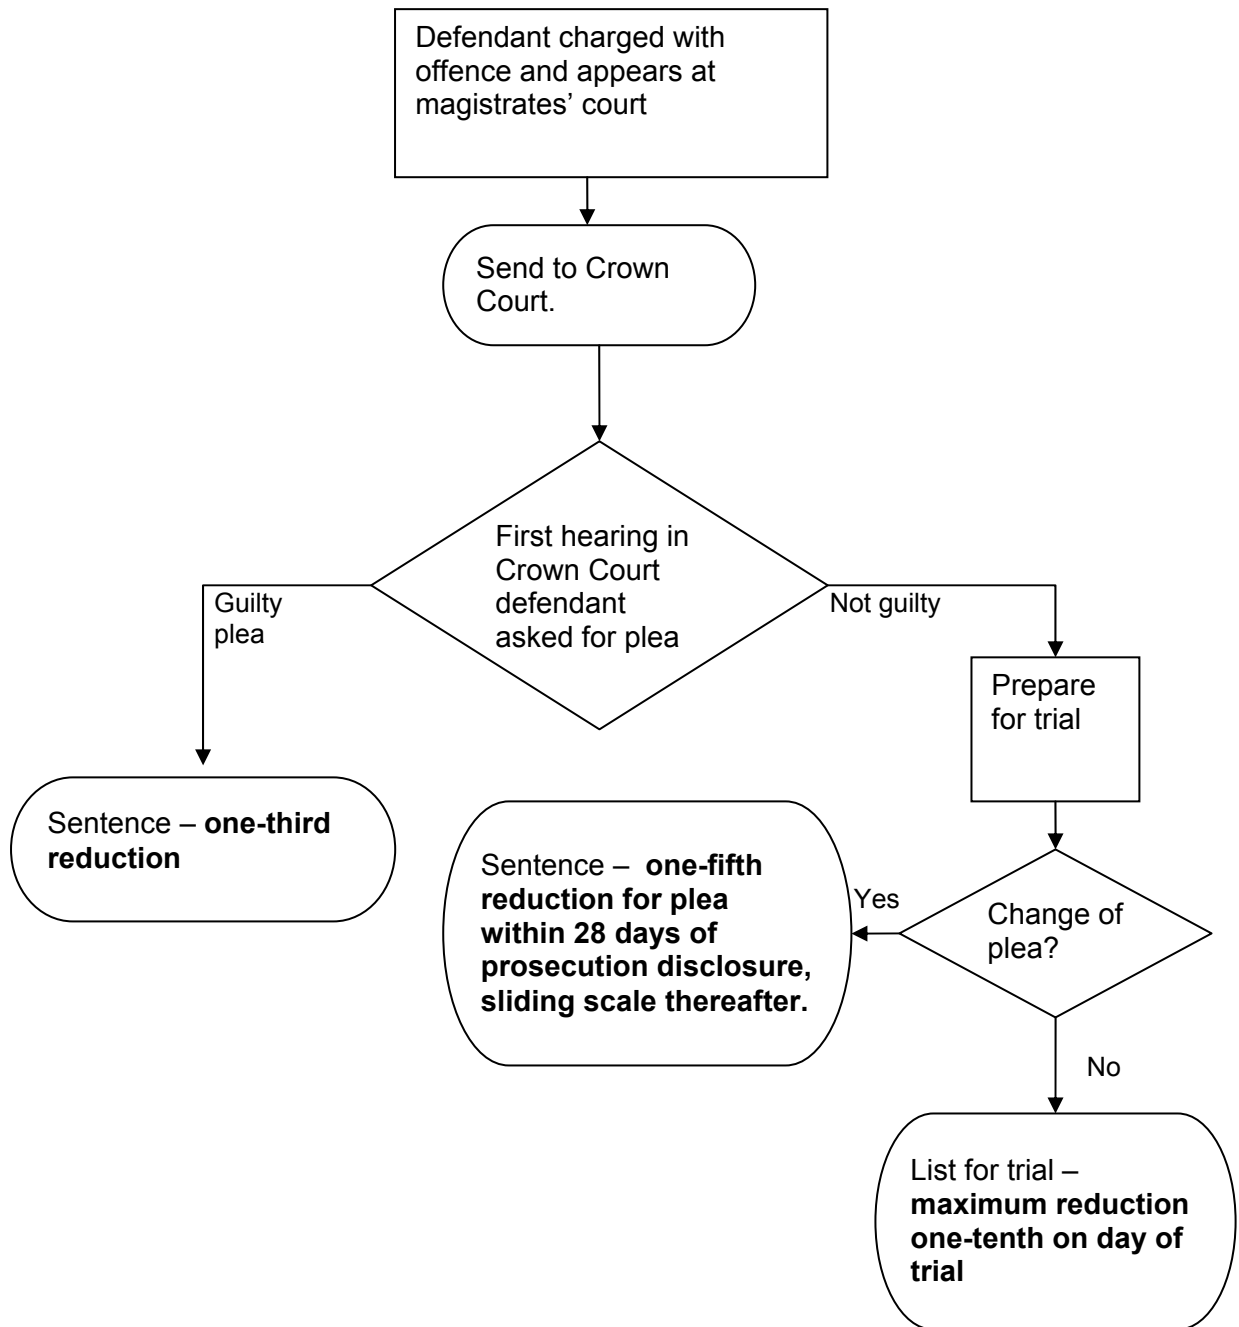 Defendant charged with
offence and appears at
magistrates’ court
Send to Crown
Court.
First hearing in
Crown Court
defendant
asked for plea
Guilty
plea
Not guilty
Prepare
for trial
Sentence – one-third
reduction
Sentence –  one-fifth
reduction for plea
within 28 days of
prosecution disclosure,
sliding scale thereafter.
Yes
Change of
plea?
No
List for trial –
maximum reduction
one-tenth on day of
trial